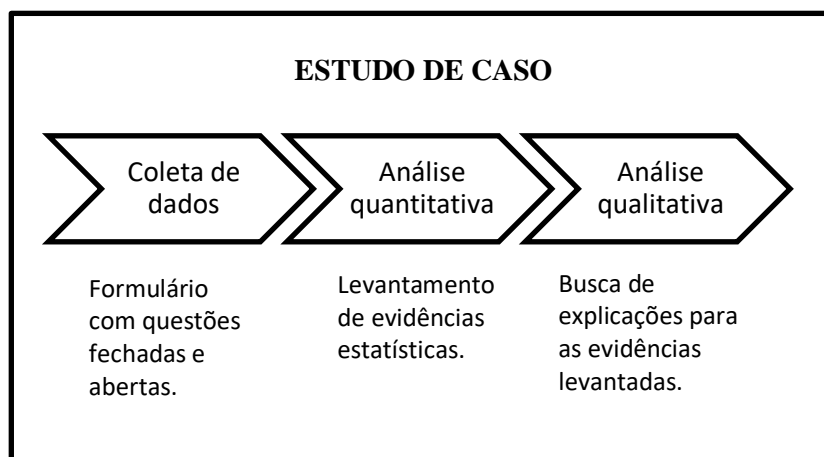 ESTUDO DE CASO
Coleta de
dados
Análise
quantitativa
Análise
qualitativa
Formulário
com questões
fechadas e
abertas.
Levantamento
de evidências
estatísticas.
Busca de
explicações para
as evidências
levantadas.